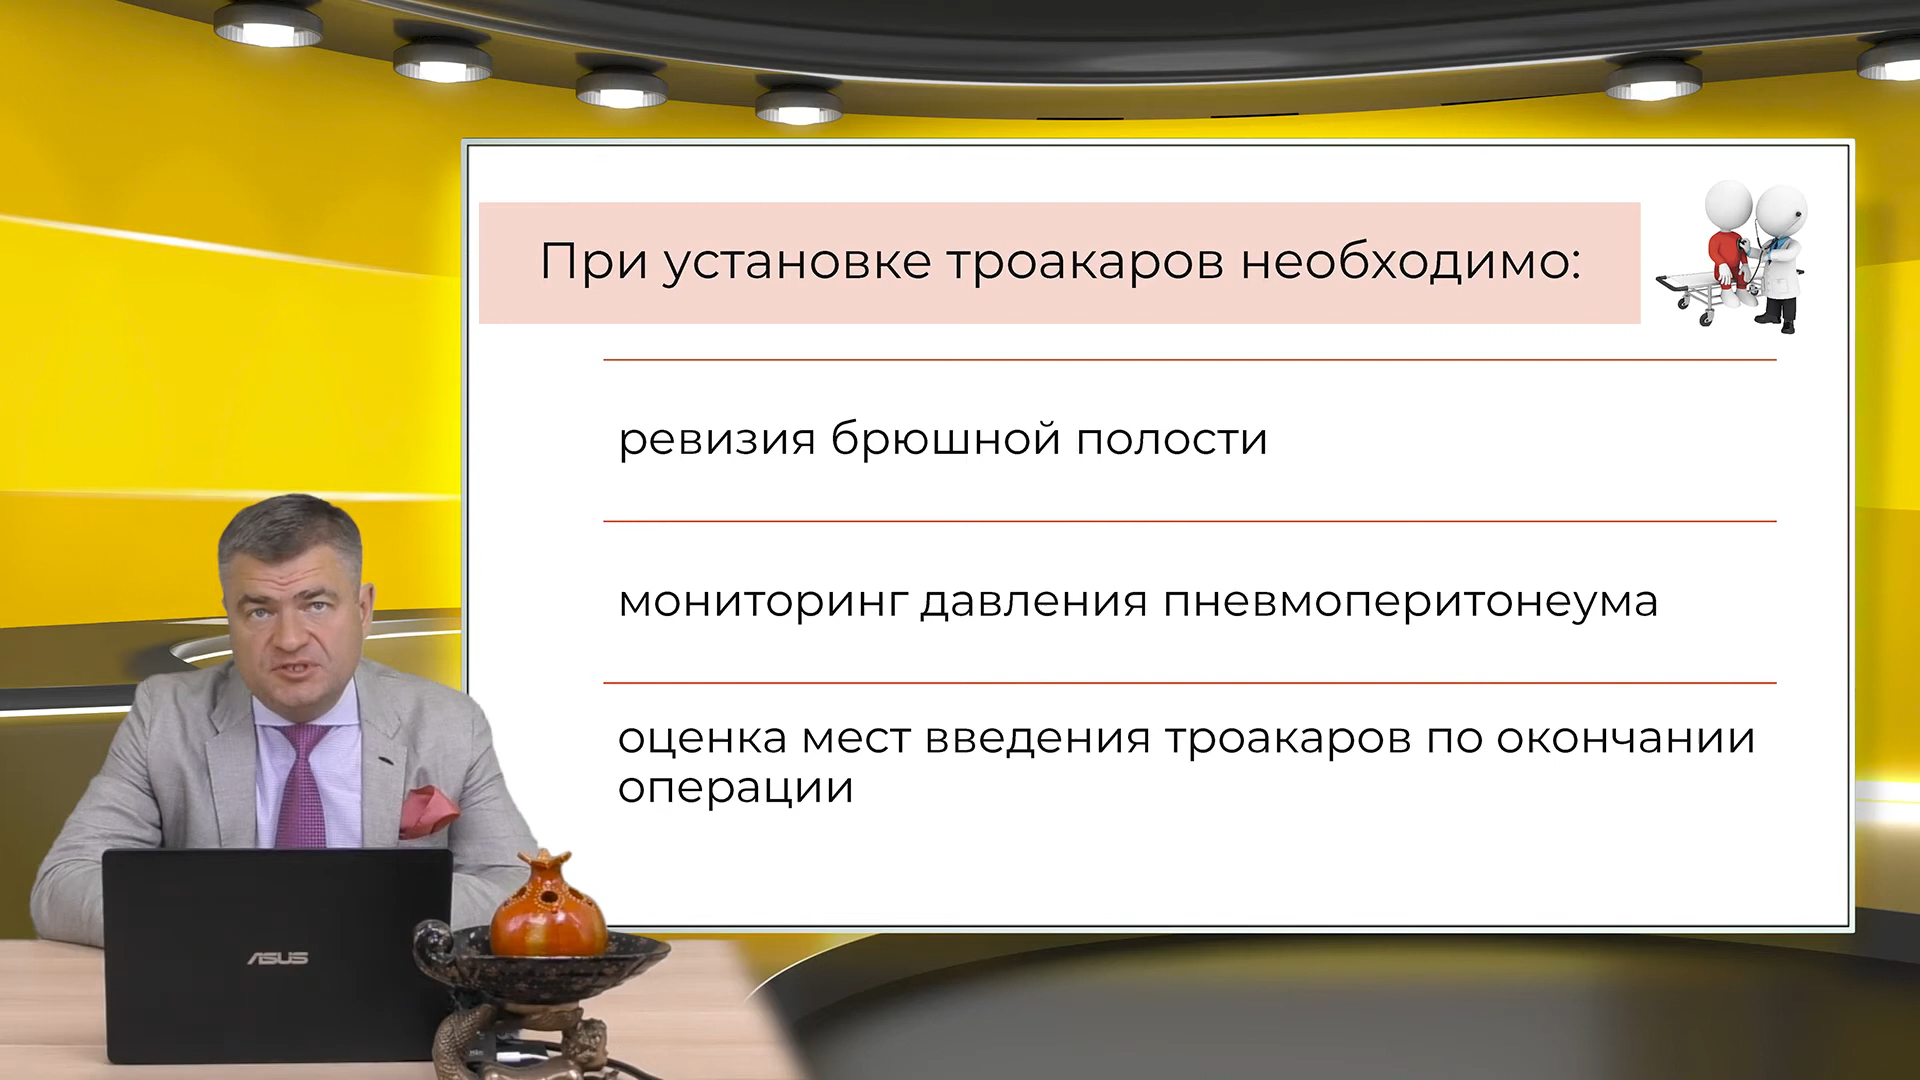 При установке троакаров необходимо:
ревизия брюшной полости
мониторинг давления пневмоперитонеума
оценка мест введения троакаров по окончании
операции
ASUS